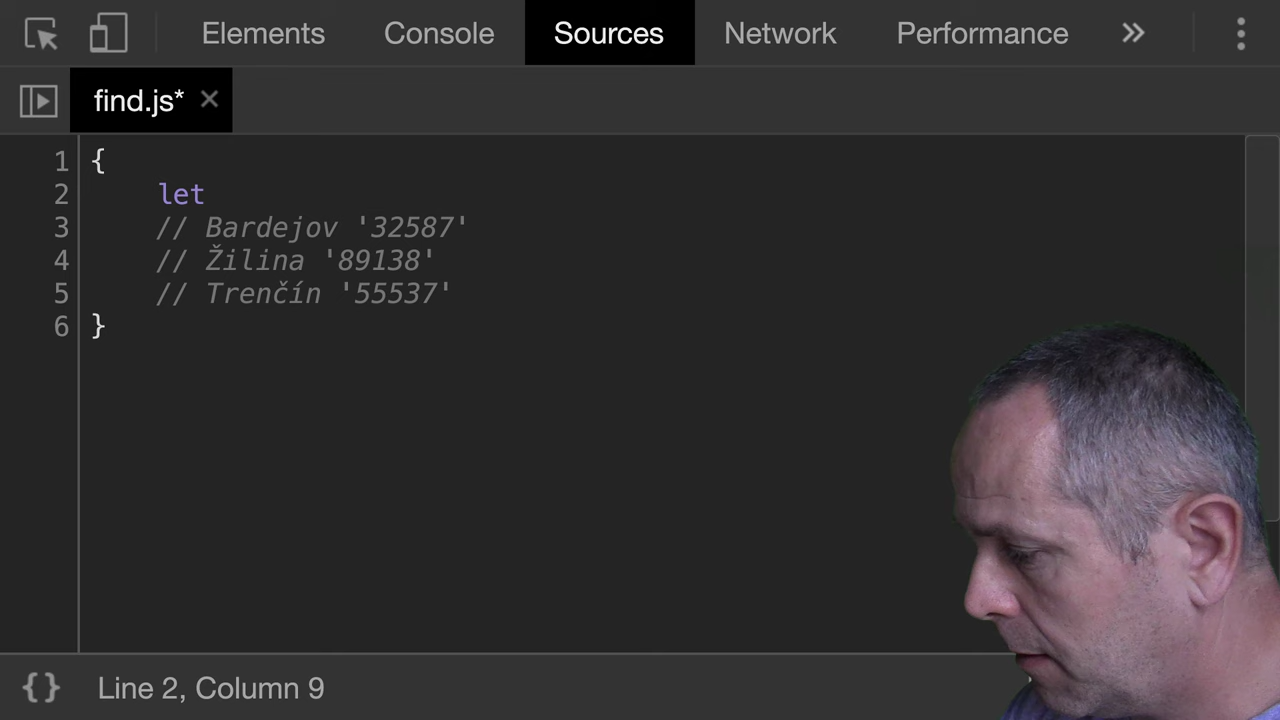 Elements Console Sources Network Performance »
find.js* ×
1 {
2 let
3 // Bardejov '32587'
4 // Žilina '89138'
5 // Trenčín '55537'
6 }
{} Line 2, Column 9